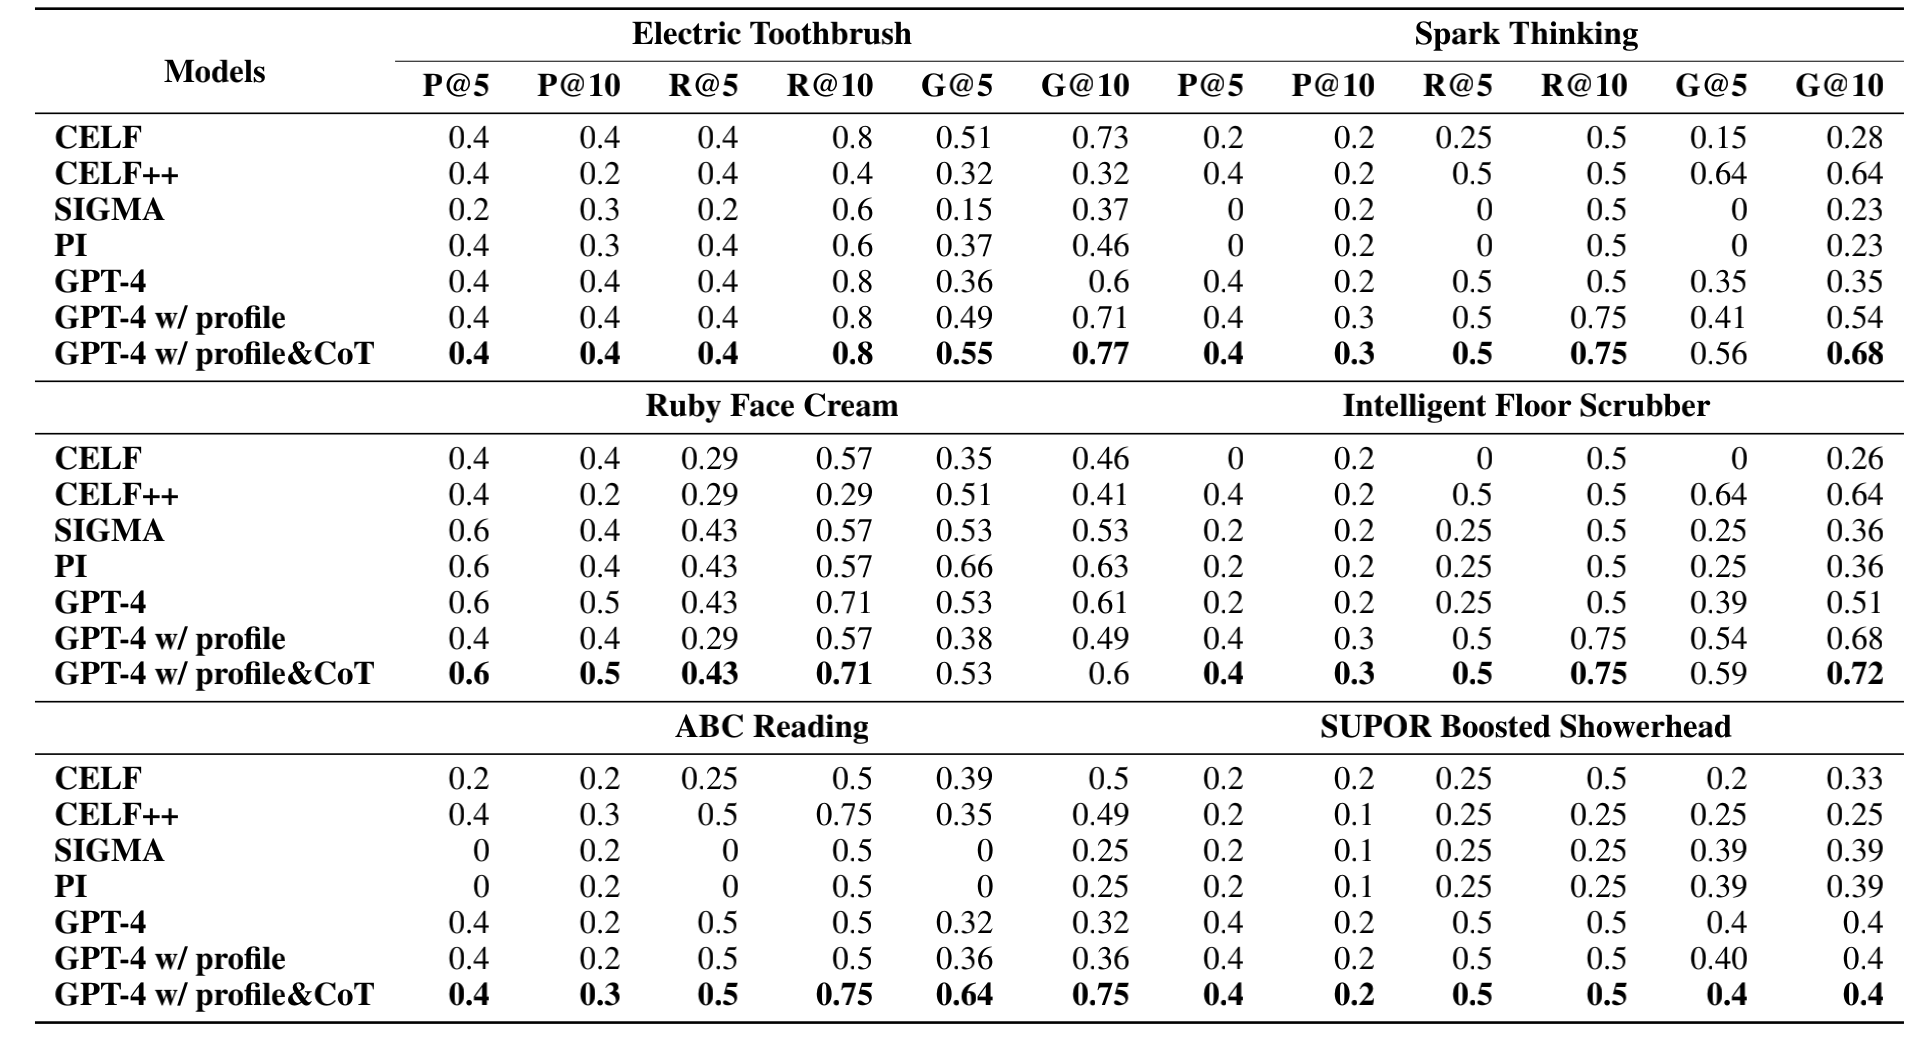 Models Electric Toothbrush Spark Thinking
P@5 P@10 R@5 R@10 G@5 G@10 P@5 P@10 R@5 R@10 G@5 G@10
CELF 0.4 0.4 0.4 0.8 0.51 0.73 0.2 0.2 0.25 0.5 0.15 0.28
CELF++ 0.4 0.2 0.4 0.4 0.32 0.32 0.4 0.2 0.5 0.5 0.64 0.64
SIGMA 0.2 0.3 0.2 0.6 0.15 0.37 0 0.2 0 0.5 0 0.23
PI 0.4 0.3 0.4 0.6 0.37 0.46 0 0.2 0 0.5 0 0.23
GPT-4 0.4 0.4 0.4 0.8 0.36 0.6 0.4 0.2 0.5 0.5 0.35 0.35
GPT-4 w/ profile 0.4 0.4 0.4 0.8 0.49 0.71 0.4 0.3 0.5 0.75 0.41 0.54
GPT-4 w/ profile&CoT 0.4 0.4 0.4 0.8 0.55 0.77 0.4 0.3 0.5 0.75 0.56 0.68
Ruby Face Cream Intelligent Floor Scrubber
CELF 0.4 0.4 0.29 0.57 0.35 0.46 0 0.2 0 0.5 0 0.26
CELF++ 0.4 0.2 0.29 0.29 0.51 0.41 0.4 0.2 0.5 0.5 0.64 0.64
SIGMA 0.6 0.4 0.43 0.57 0.53 0.53 0.2 0.2 0.25 0.5 0.25 0.36
PI 0.6 0.4 0.43 0.57 0.66 0.63 0.2 0.2 0.25 0.5 0.25 0.36
GPT-4 0.6 0.5 0.43 0.71 0.53 0.61 0.2 0.2 0.25 0.5 0.39 0.51
GPT-4 w/ profile 0.4 0.4 0.29 0.57 0.38 0.49 0.4 0.3 0.5 0.75 0.54 0.68
GPT-4 w/ profile&CoT 0.6 0.5 0.43 0.71 0.53 0.6 0.4 0.3 0.5 0.75 0.59 0.72
ABC Reading SUPOR Boosted Showerhead
CELF 0.2 0.2 0.25 0.5 0.39 0.5 0.2 0.2 0.25 0.5 0.2 0.33
CELF++ 0.4 0.3 0.5 0.75 0.35 0.49 0.2 0.1 0.25 0.25 0.25 0.25
SIGMA 0 0.2 0 0.5 0 0.25 0.2 0.1 0.25 0.25 0.39 0.39
PI 0 0.2 0 0.5 0 0.25 0.2 0.1 0.25 0.25 0.39 0.39
GPT-4 0.4 0.2 0.5 0.5 0.32 0.32 0.4 0.2 0.5 0.5 0.4 0.4
GPT-4 w/ profile 0.4 0.2 0.5 0.5 0.36 0.36 0.4 0.2 0.5 0.5 0.40 0.4
GPT-4 w/ profile&CoT 0.4 0.3 0.5 0.75 0.64 0.75 0.4 0.2 0.5 0.5 0.4 0.4